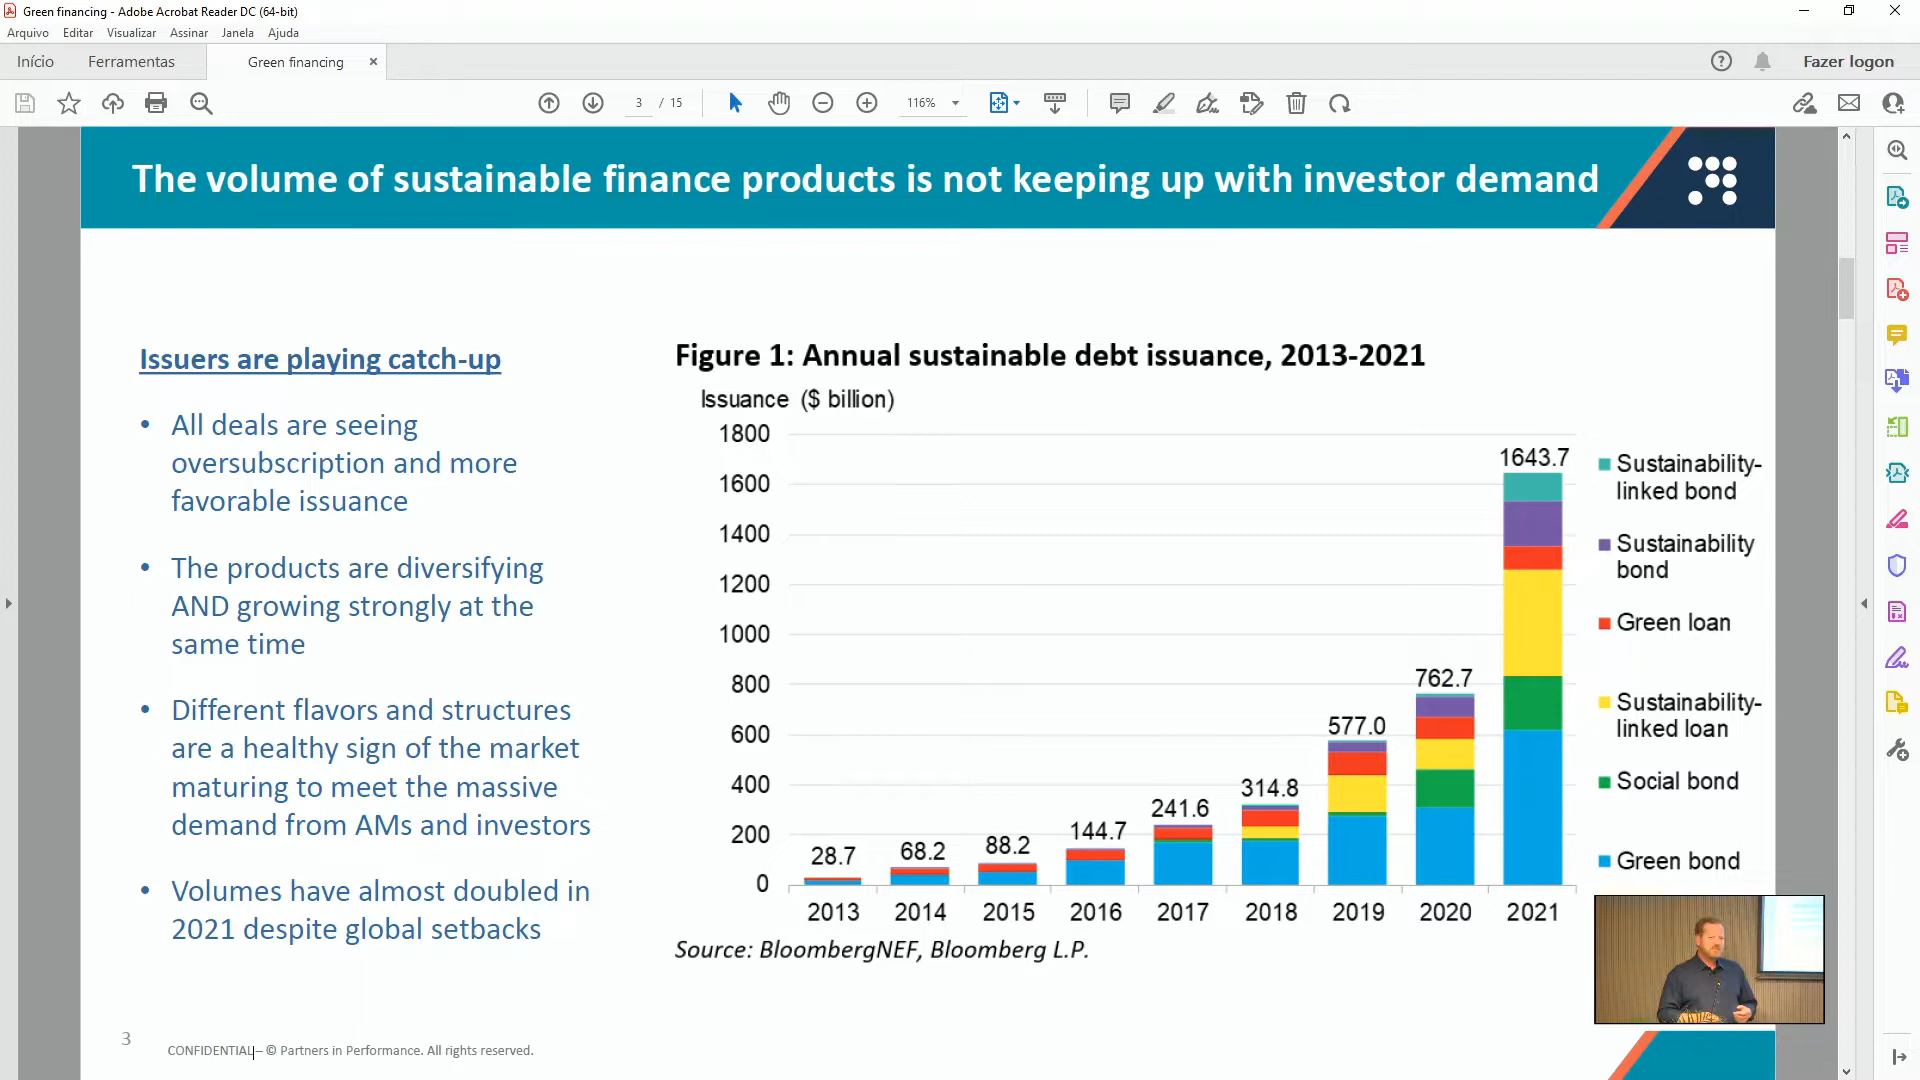 Green financing - Adobe Acrobat Reader DC (64-bit)
Arquivo Editar Visualizar Assinar Janela Ajuda
Início Ferramentas Green financing × Fazer logon
3 / 15 116%
The volume of sustainable finance products is not keeping up with investor demand
Issuers are playing catch-up
• All deals are seeing
oversubscription and more
favorable issuance
• The products are diversifying
AND growing strongly at the
same time
• Different flavors and structures
are a healthy sign of the market
maturing to meet the massive
demand from AMs and investors
• Volumes have almost doubled in
2021 despite global setbacks
Figure 1: Annual sustainable debt issuance, 2013-2021
Issuance ($ billion)
1800
1600
1400
1200
1000
800
600
400
200
0
28.7
68.2
88.2
144.7
241.6
314.8
577.0
762.7
1643.7
2013 2014 2015 2016 2017 2018 2019 2020 2021
Sustainability-
linked bond
Sustainability
bond
Green loan
Sustainability-
linked loan
Social bond
Green bond
Source: BloombergNEF, Bloomberg L.P.
3
CONFIDENTIAL– © Partners in Performance. All rights reserved.